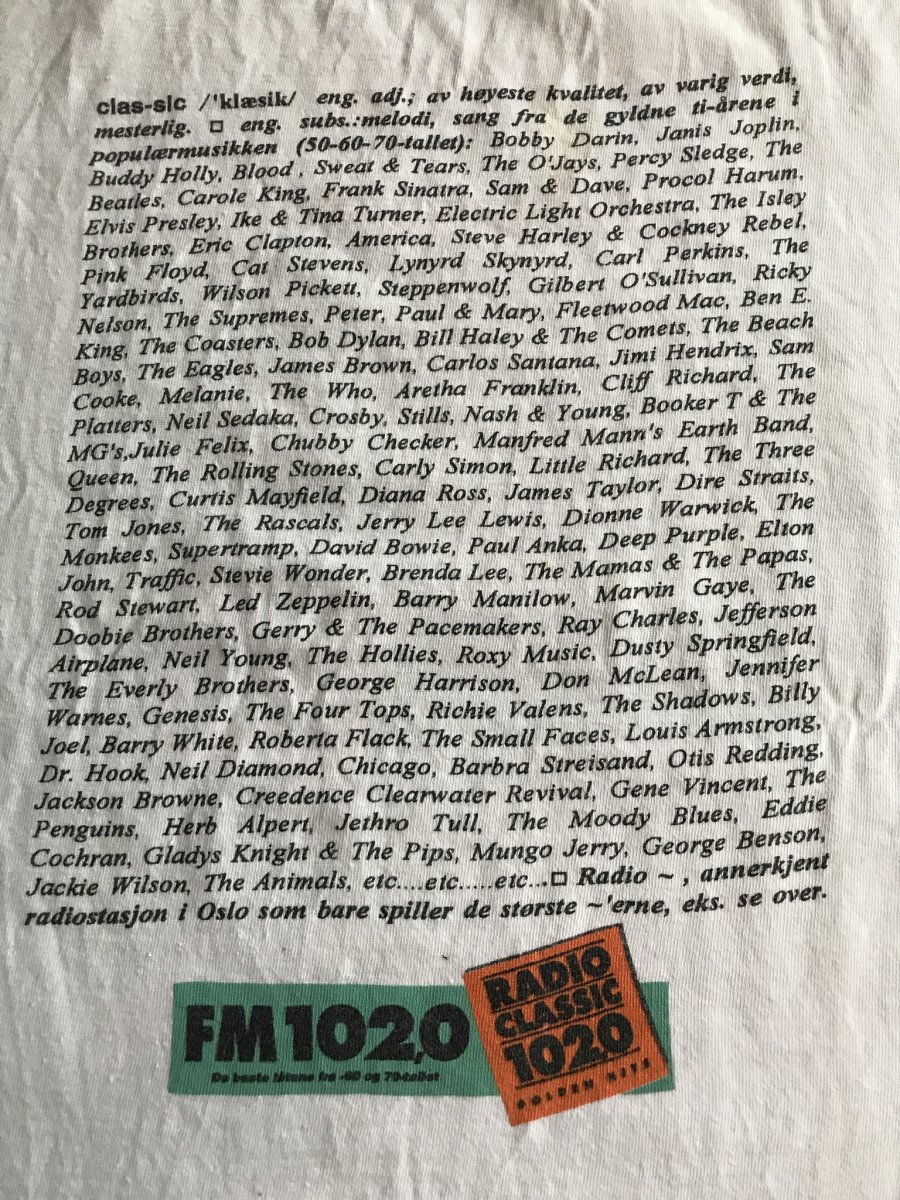 clas-sic /'klæsik/ eng. adj.; av høyeste kvalitet, av varig verdi,
mesterlig. □ eng. subs.:melodi, sang fra de gyldne ti-årene i
populærmusikken (50-60-70-tallet): Bobby Darin, Janis Joplin,
Buddy Holly, Blood , Sweat & Tears, The O'Jays, Percy Sledge, The
Beatles, Carole King, Frank Sinatra, Sam & Dave, Procol Harum,
Elvis Presley, Ike & Tina Turner, Electric Light Orchestra, The Isley
Brothers, Eric Clapton, America, Steve Harley & Cockney Rebel,
Pink Floyd, Cat Stevens, Lynyrd Skynyrd, Carl Perkins, The
Yardbirds, Wilson Pickett, Steppenwolf, Gilbert O'Sullivan, Ricky
Nelson, The Supremes, Peter, Paul & Mary, Fleetwood Mac, Ben E.
King, The Coasters, Bob Dylan, Bill Haley & The Comets, The Beach
Boys, The Eagles, James Brown, Carlos Santana, Jimi Hendrix, Sam
Cooke, Melanie, The Who, Aretha Franklin, Cliff Richard, The
Platters, Neil Sedaka, Crosby, Stills, Nash & Young, Booker T & The
MG's,Julie Felix, Chubby Checker, Manfred Mann's Earth Band,
Queen, The Rolling Stones, Carly Simon, Little Richard, The Three
Degrees, Curtis Mayfield, Diana Ross, James Taylor, Dire Straits,
Tom Jones, The Rascals, Jerry Lee Lewis, Dionne Warwick, The
Monkees, Supertramp, David Bowie, Paul Anka, Deep Purple, Elton
John, Traffic, Stevie Wonder, Brenda Lee, The Mamas & The Papas,
Rod Stewart, Led Zeppelin, Barry Manilow, Marvin Gaye, The
Doobie Brothers, Gerry & The Pacemakers, Ray Charles, Jefferson
Airplane, Neil Young, The Hollies, Roxy Music, Dusty Springfield,
The Everly Brothers, George Harrison, Don McLean, Jennifer
Warnes, Genesis, The Four Tops, Richie Valens, The Shadows, Billy
Joel, Barry White, Roberta Flack, The Small Faces, Louis Armstrong,
Dr. Hook, Neil Diamond, Chicago, Barbra Streisand, Otis Redding,
Jackson Browne, Creedence Clearwater Revival, Gene Vincent, The
Penguins, Herb Alpert, Jethro Tull, The Moody Blues, Eddie
Cochran, Gladys Knight & The Pips, Mungo Jerry, George Benson,
Jackie Wilson, The Animals, etc....etc.....etc...□ Radio ~ , annerkjent
radiostasjon i Oslo som bare spiller de største ~'erne, eks. se over.
FM 102,0
De beste låtene fra -60 og 70-tallet
RADIO
CLASSIC
102,0
GOLDEN HITS